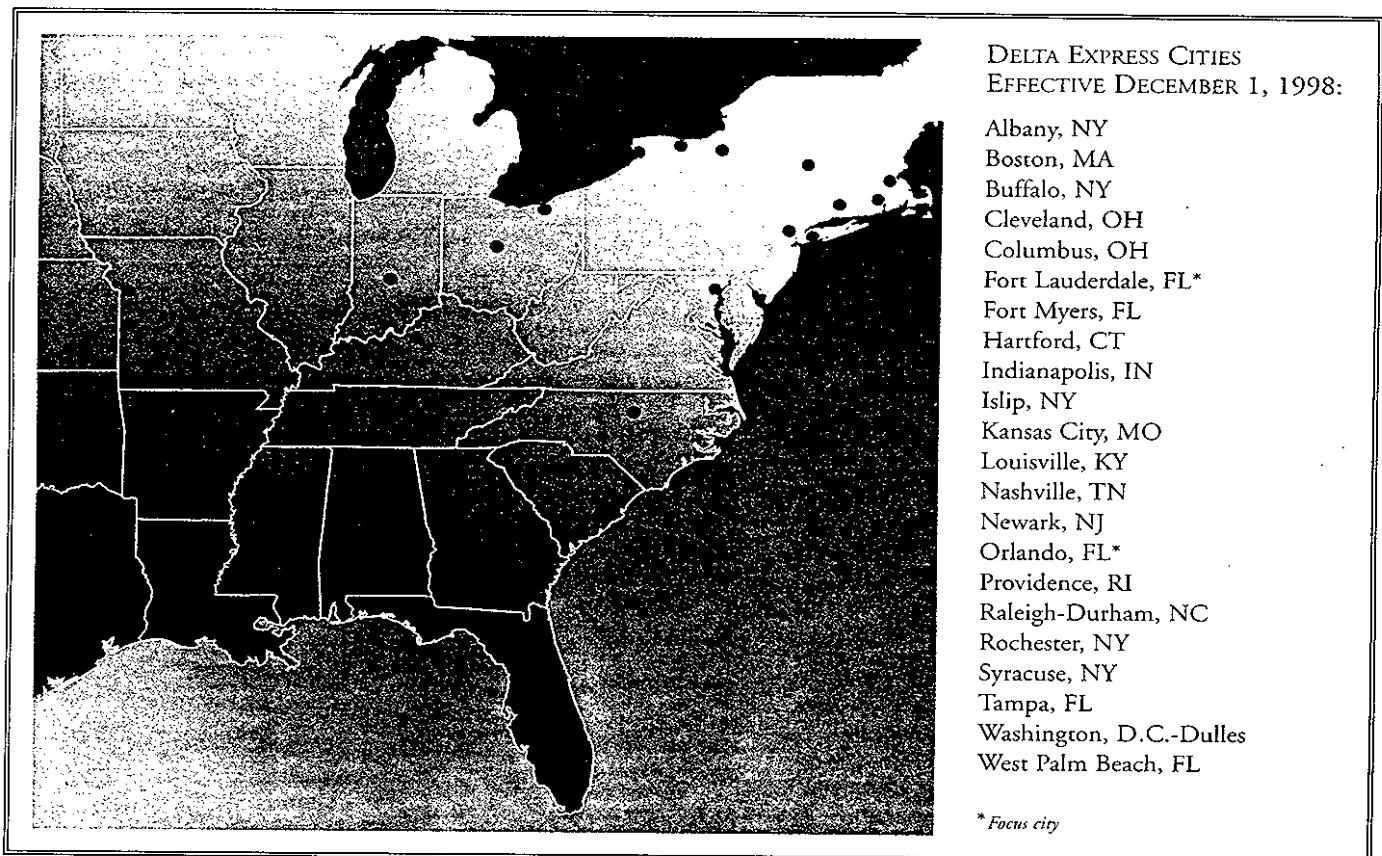 DELTA EXPRESS CITIES
EFFECTIVE DECEMBER 1, 1998:
Albany, NY
Boston, MA
Buffalo, NY
Cleveland, OH
Columbus, OH
Fort Lauderdale, FL*
Fort Myers, FL
Hartford, CT
Indianapolis, IN
Islip, NY
Kansas City, MO
Louisville, KY
Nashville, TN
Newark, NJ
Orlando, FL*
Providence, RI
Raleigh-Durham, NC
Rochester, NY
Syracuse, NY
Tampa, FL
Washington, D.C.-Dulles
West Palm Beach, FL
*Focus city